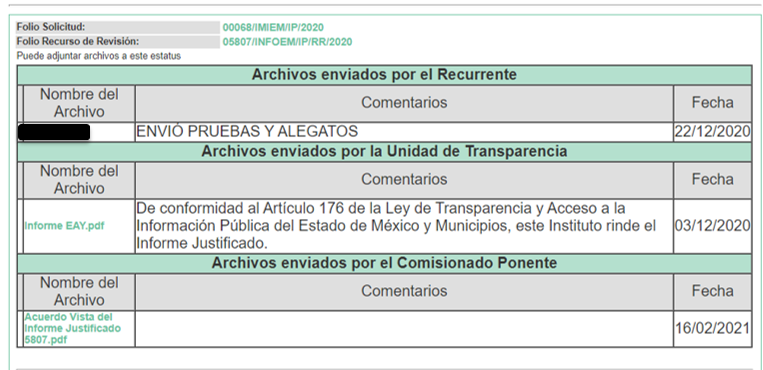 Folio Solicitud: 00068/IMIEM/IP/2020
Folio Recurso de Revisión: 05807/INFOEM/IP/RR/2020
Puede adjuntar archivos a este estatus
Archivos enviados por el Recurrente
Nombre del Archivo Comentarios Fecha
ENVIÓ PRUEBAS Y ALEGATOS 22/12/2020
Archivos enviados por la Unidad de Transparencia
Nombre del Archivo Comentarios Fecha
Informe EAY.pdf
De conformidad al Artículo 176 de la Ley de Transparencia y Acceso a la
Información Pública del Estado de México y Municipios, este Instituto rinde el
Informe Justificado.
03/12/2020
Archivos enviados por el Comisionado Ponente
Nombre del Archivo Comentarios Fecha
Acuerdo Vista del
Informe Justificado
5807.pdf
16/02/2021